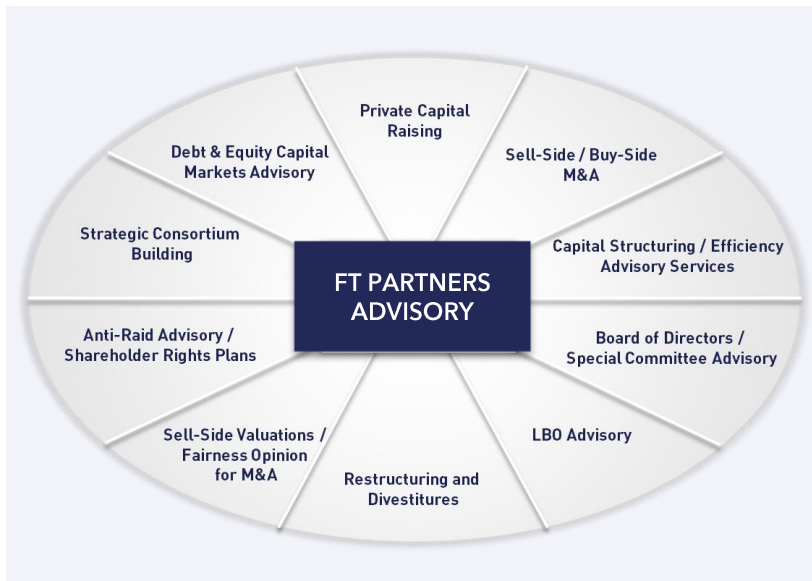 Private Capital
Raising
Sell-Side / Buy-Side
M&A
Capital Structuring / Efficiency
Advisory Services
Board of Directors /
Special Committee Advisory
LBO Advisory
Restructuring and
Divestitures
Sell-Side Valuations /
Fairness Opinion
for M&A
Anti-Raid Advisory /
Shareholder Rights Plans
Strategic Consortium
Building
Debt & Equity Capital
Markets Advisory
FT PARTNERS
ADVISORY